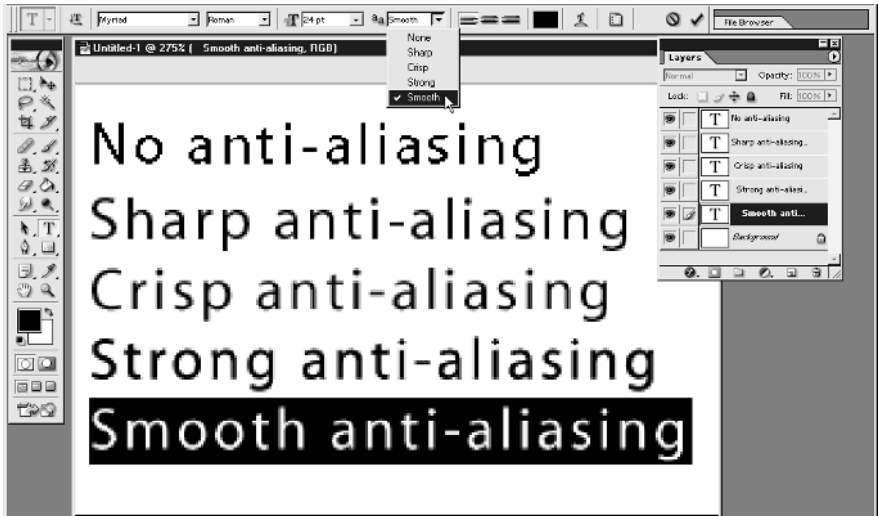 T Myriad Roman T 24 pt aa Smooth File Browser
Untitled-1 @ 275% ( Smooth anti-aliasing, RGB)
None
Sharp
Crisp
Strong
✓ Smooth
Layers
Normal Opacity: 100%
Lock: Fill: 100%
T No anti-aliasing
T Sharp anti-aliasing...
T Crisp anti-aliasing
T Strong anti-aliasi...
T Smooth anti...
Background
No anti-aliasing
Sharp anti-aliasing
Crisp anti-aliasing
Strong anti-aliasing
Smooth anti-aliasing
T